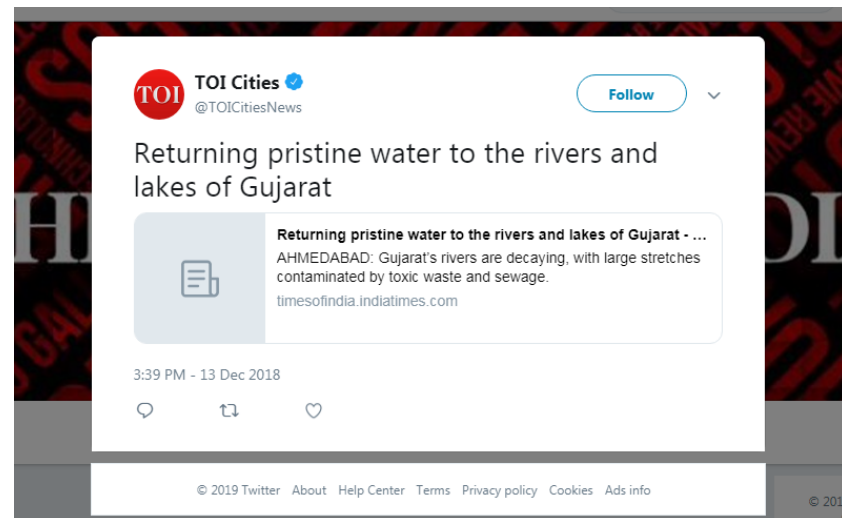 TOI
TOI Cities
@TOICitiesNews
Follow
Returning pristine water to the rivers and
lakes of Gujarat
Returning pristine water to the rivers and lakes of Gujarat - ...
AHMEDABAD: Gujarat's rivers are decaying, with large stretches
contaminated by toxic waste and sewage.
timesofindia.indiatimes.com
3:39 PM - 13 Dec 2018
© 2019 Twitter About Help Center Terms Privacy policy Cookies Ads info
© 201